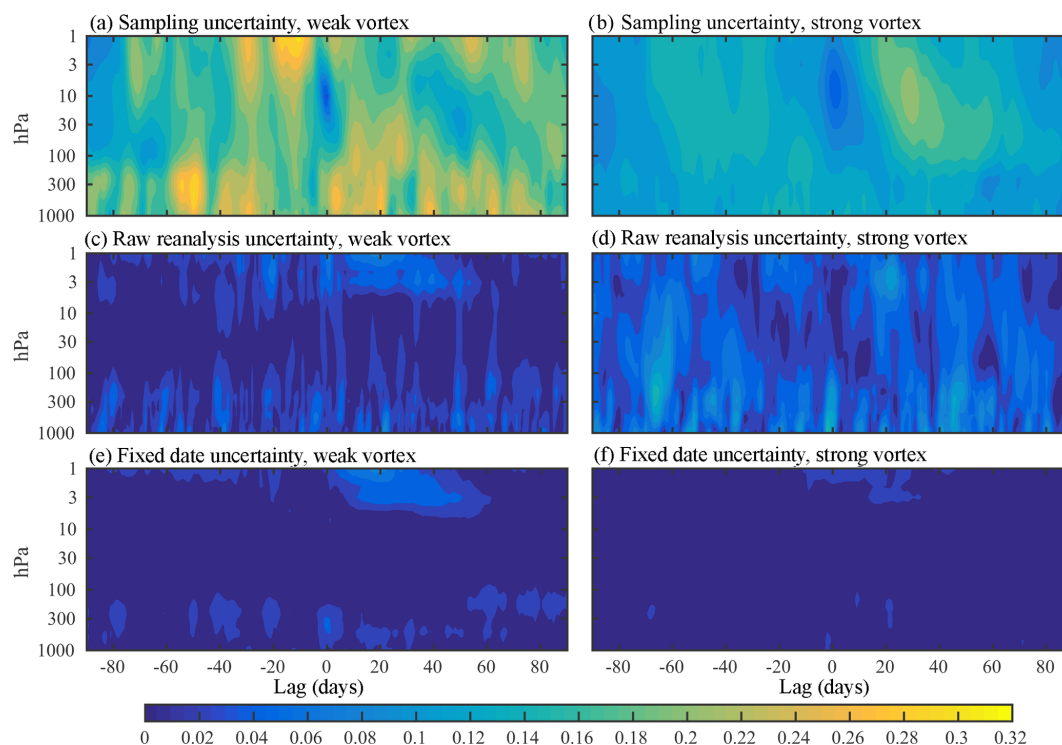 (a) Sampling uncertainty, weak vortex
(b) Sampling uncertainty, strong vortex
1
3
10
30
100
300
1000
hPa
(c) Raw reanalysis uncertainty, weak vortex
(d) Raw reanalysis uncertainty, strong vortex
1
3
10
30
100
300
1000
hPa
(e) Fixed date uncertainty, weak vortex
(f) Fixed date uncertainty, strong vortex
1
3
10
30
100
300
1000
hPa
-80 -60 -40 -20 0 20 40 60 80
-80 -60 -40 -20 0 20 40 60 80
Lag (days)
Lag (days)
0 0.02 0.04 0.06 0.08 0.1 0.12 0.14 0.16 0.18 0.2 0.22 0.24 0.26 0.28 0.3 0.32